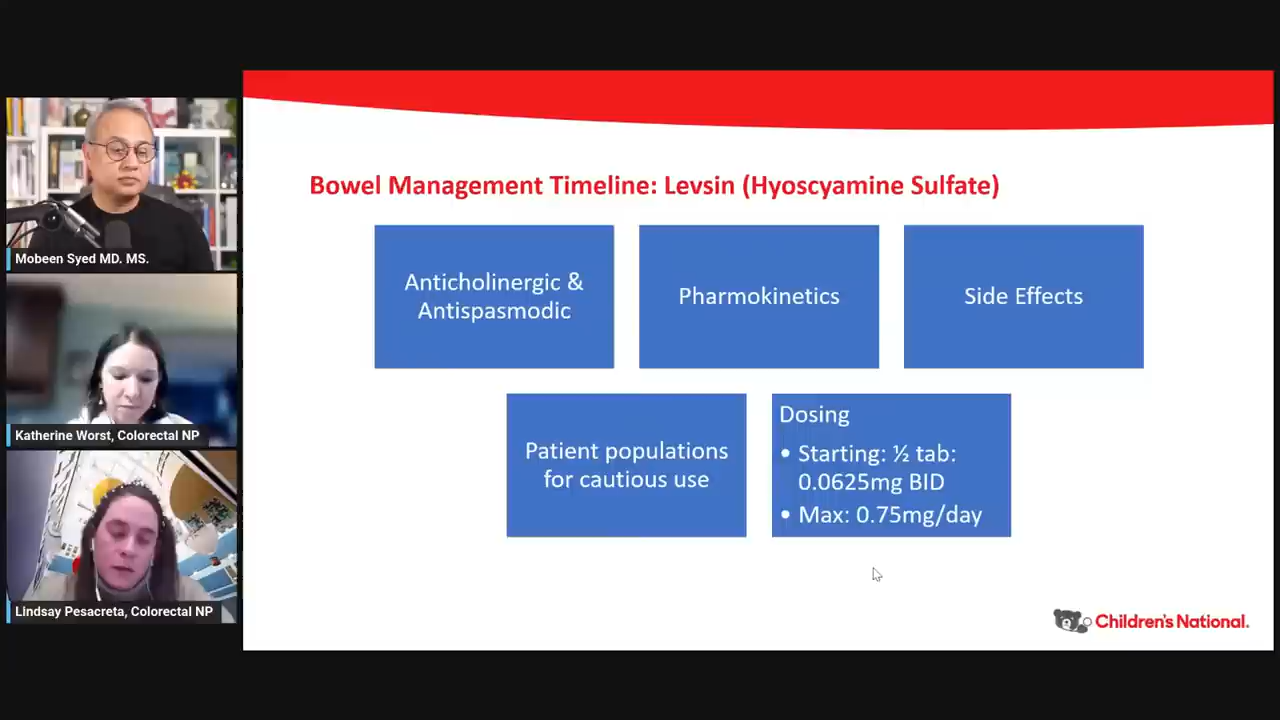 Bowel Management Timeline: Levsin (Hyoscyamine Sulfate)
Anticholinergic &
Antispasmodic
Pharmokinetics
Side Effects
Patient populations
for cautious use
Dosing
• Starting: ½ tab:
0.0625mg BID
• Max: 0.75mg/day
Children's National.
Mobeen Syed MD. MS.
Katherine Worst, Colorectal NP
Lindsay Pesacreta, Colorectal NP